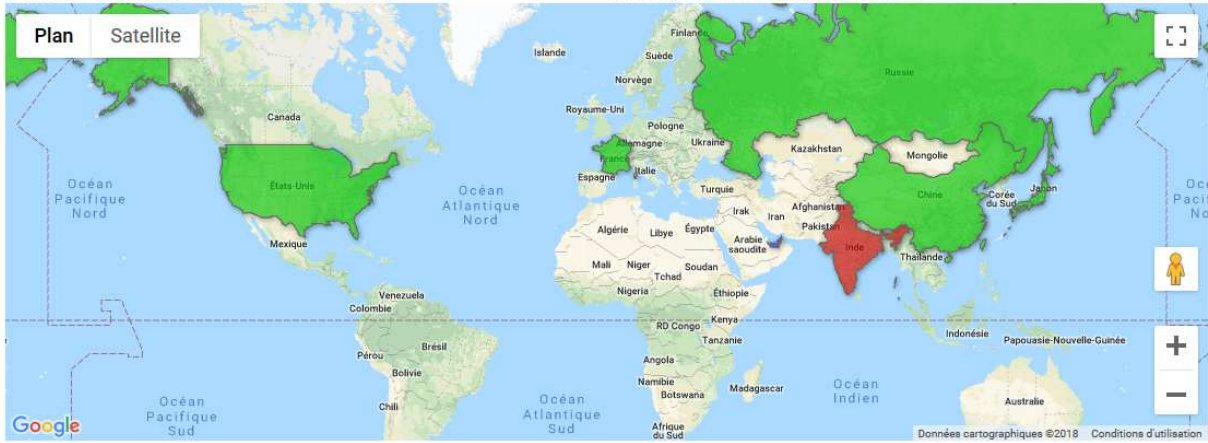 Plan
Satellite
Finlande
Islande
Suède
Russie
Norvège
Canada
Royaume-Uni
Pologne
Allemagne
Ukraine
Kazakhstan
Mongolie
France
Italie
Espagne
Océan
Pacifique
Nord
États-Unis
Océan
Atlantique
Nord
Turquie
Chine
Corée
du Sud
Japon
Océ
Pacifi
No
Afghanistan
Irak
Iran
Pakistan
Mexique
Algérie
Libye
Égypte
Arabie
saoudite
Inde
Thaïlande
Mali
Niger
Tchad
Soudan
Nigeria
Éthiopie
Venezuela
Colombie
RD Congo
Kenya
Tanzanie
Indonésie
Papouasie-Nouvelle-Guinée
Pérou
Brésil
Bolivie
Angola
Namibie
Botswana
Madagascar
Océan
Indien
Australie
Océan
Pacifique
Sud
Chili
Océan
Atlantique
Sud
Afrique
du Sud
Google
Données cartographiques ©2018 Conditions d'utilisation